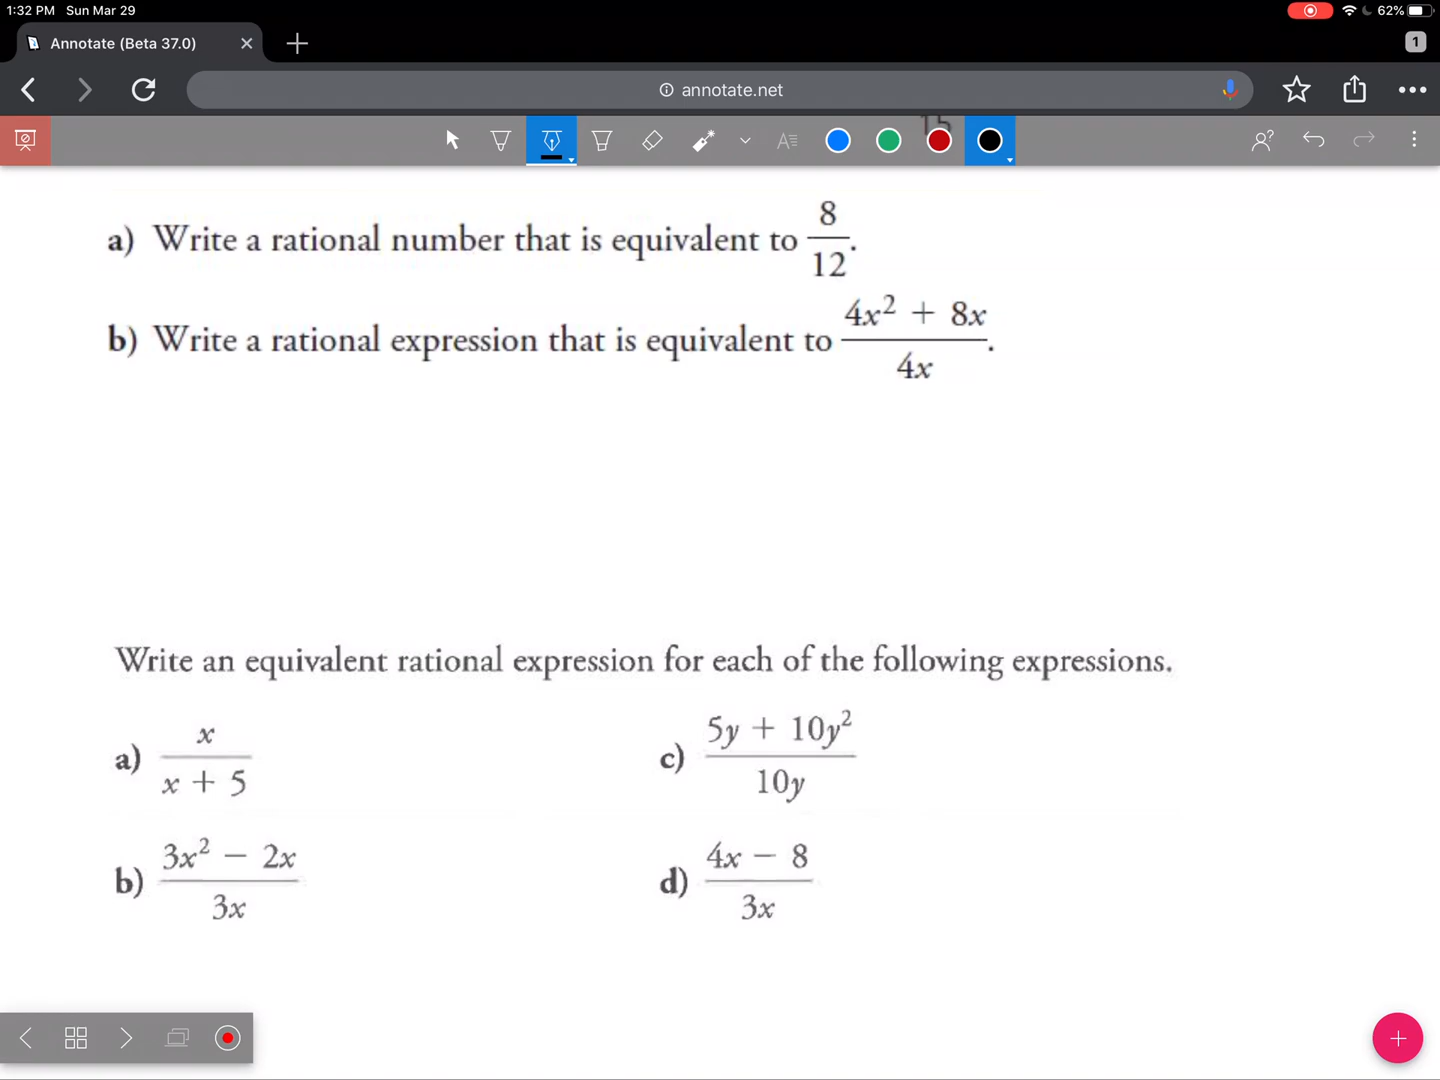 1:32 PM Sun Mar 29
62%
Annotate (Beta 37.0)
1
annotate.net
15
A
a) Write a rational number that is equivalent to 8/12.
b) Write a rational expression that is equivalent to (4x² + 8x)/(4x).
Write an equivalent rational expression for each of the following expressions.
a) x/(x + 5)
c) (5y + 10y²)/(10y)
b) (3x² − 2x)/(3x)
d) (4x − 8)/(3x)